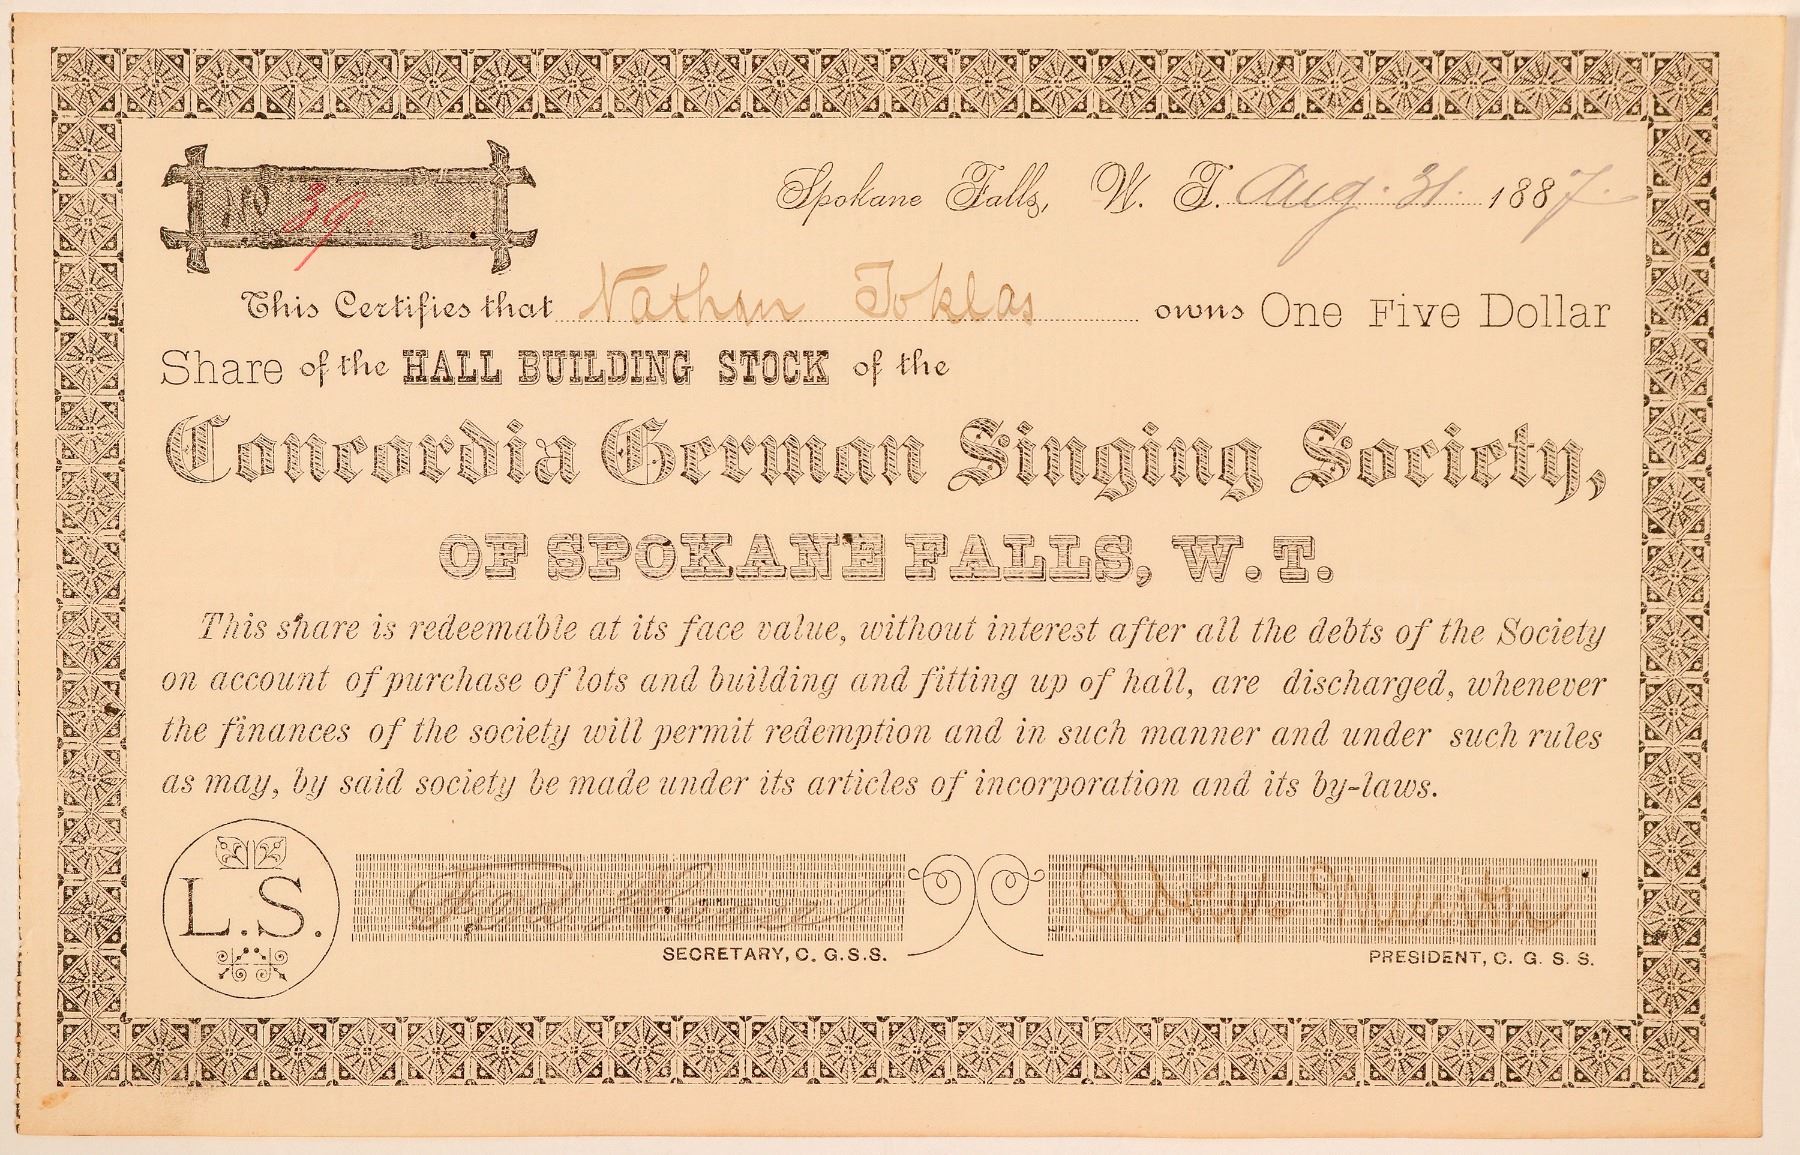 No 39.
Spokane Falls, W. T. Aug. 31. 1887.
This Certifies that Nathan Toklas owns One Five Dollar
Share of the HALL BUILDING STOCK of the
Concordia German Singing Society,
OF SPOKANE FALLS, W. T.
This share is redeemable at its face value, without interest after all the debts of the Society
on account of purchase of lots and building and fitting up of hall, are discharged, whenever
the finances of the society will permit redemption and in such manner and under such rules
as may, by said society be made under its articles of incorporation and its by-laws.
L.S.
SECRETARY, C. G. S. S.
PRESIDENT, C. G. S. S.